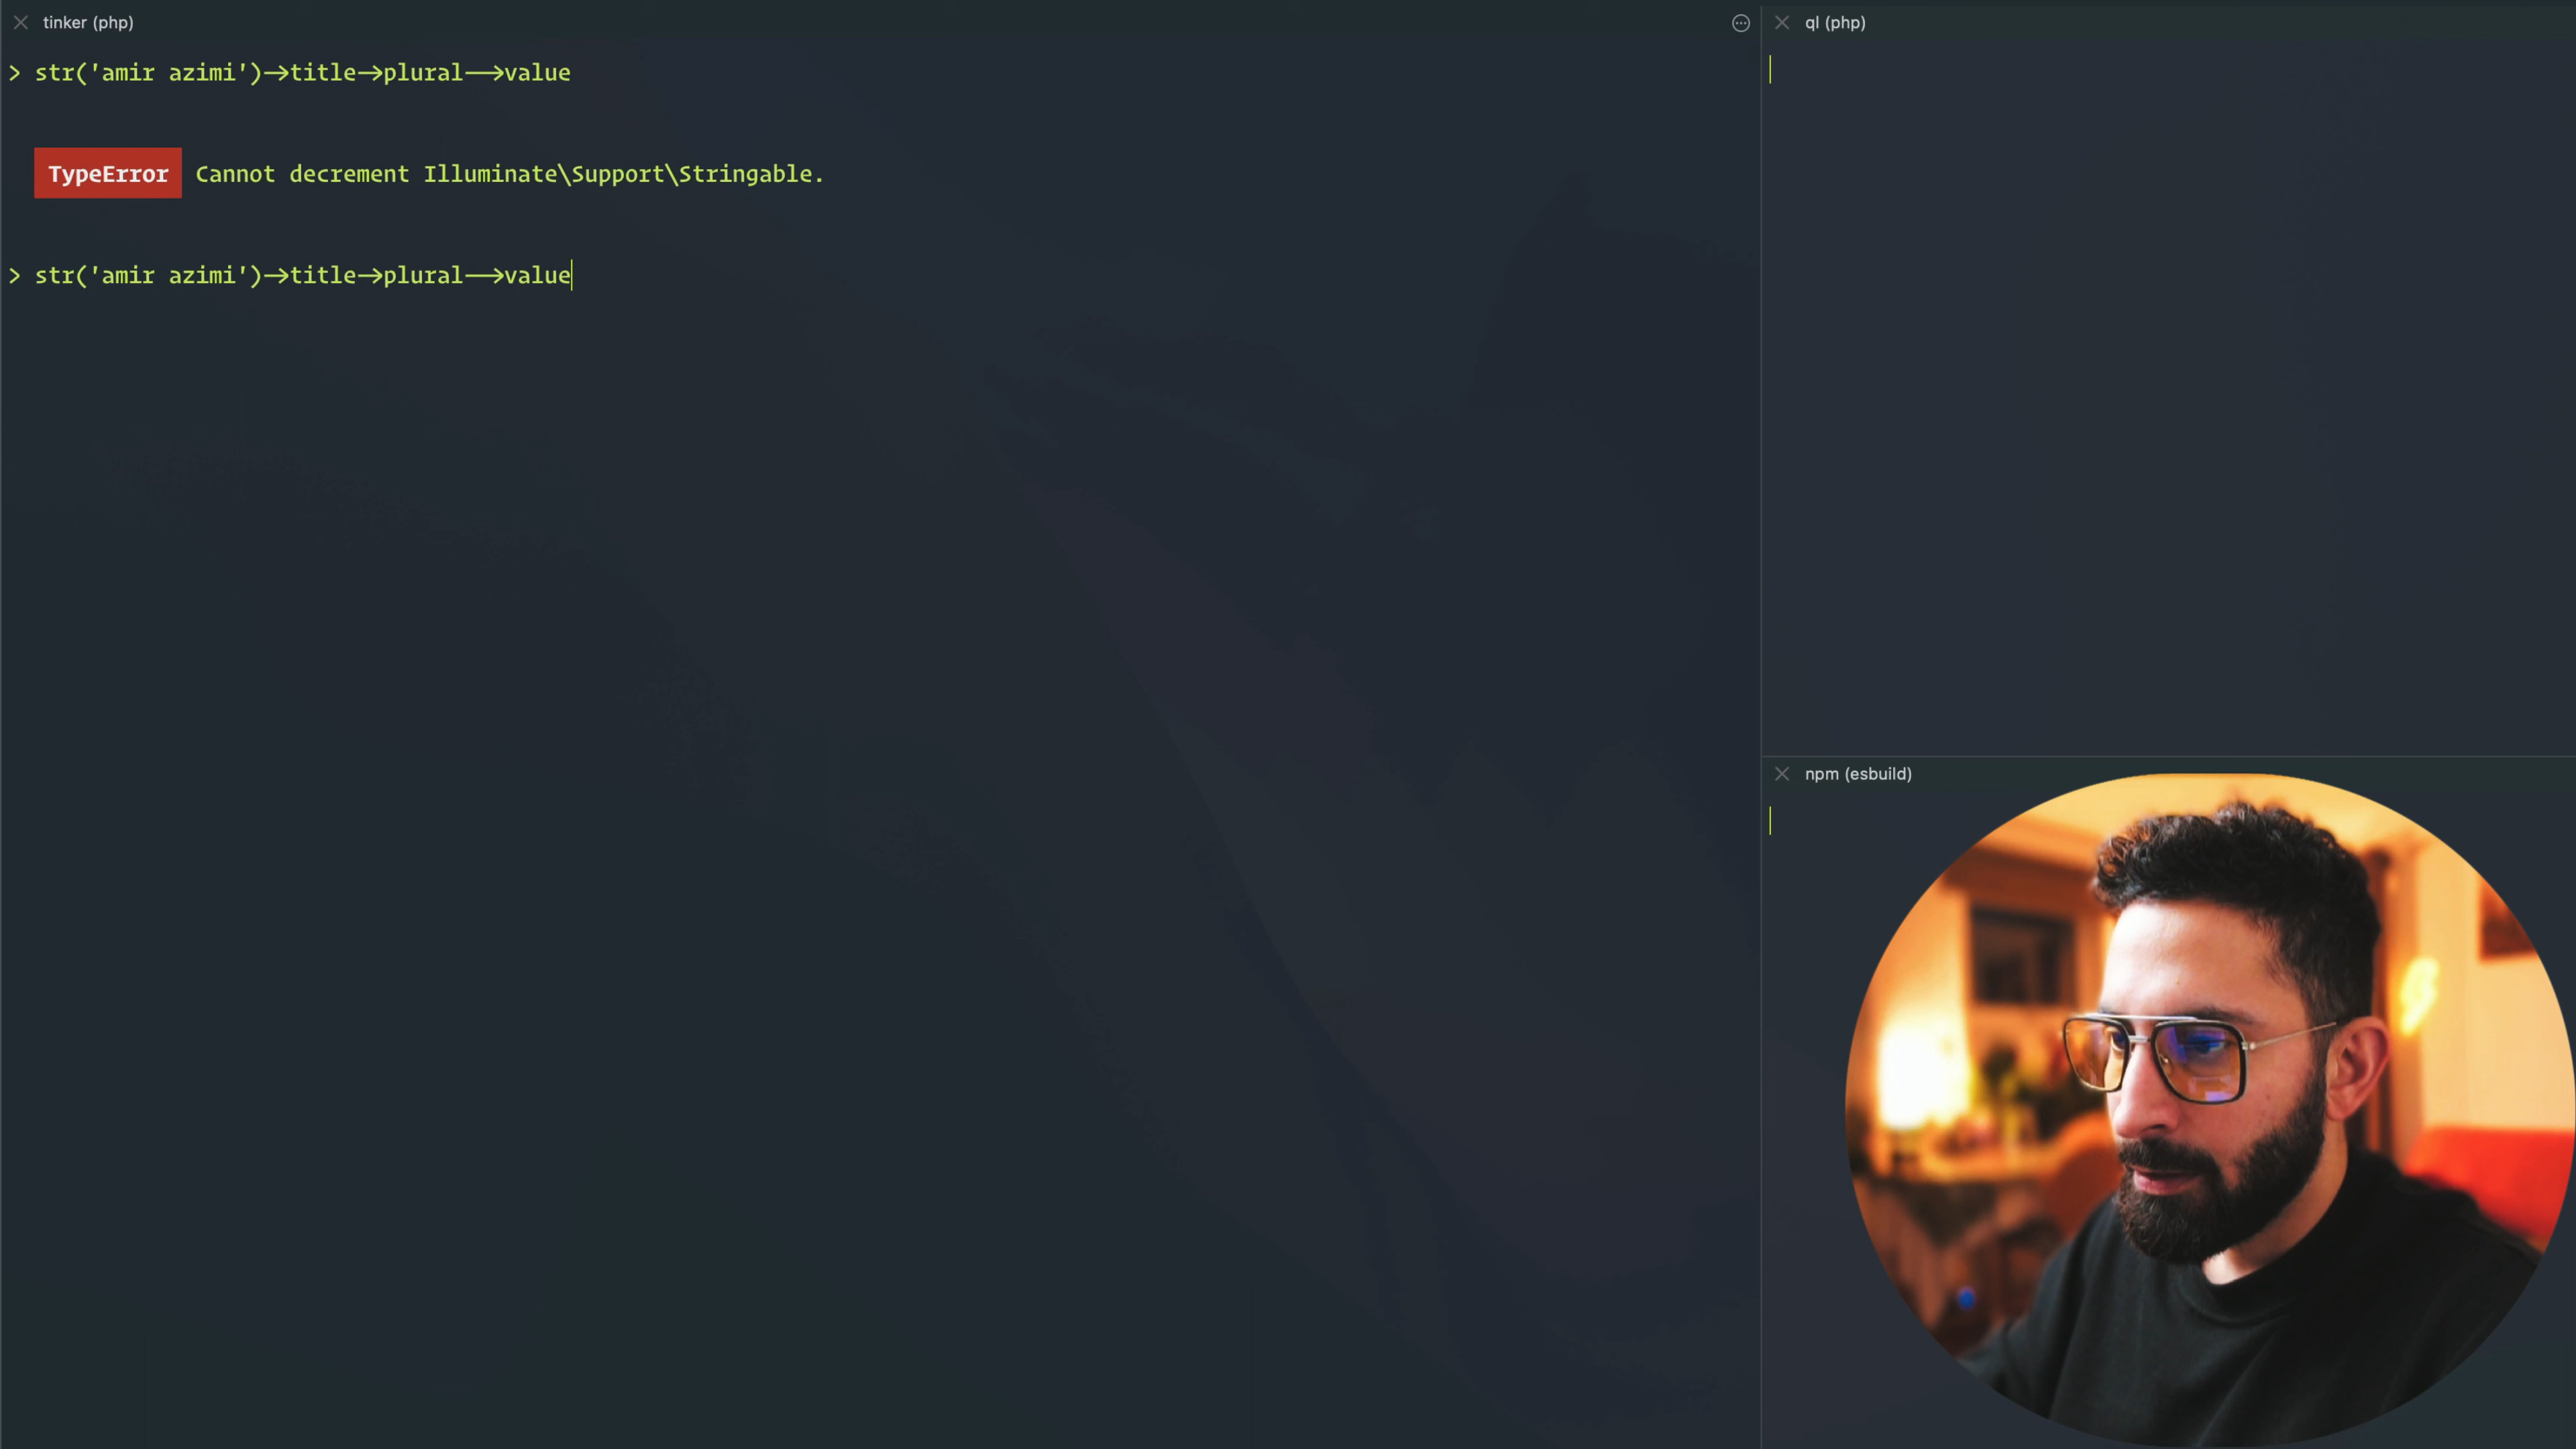 tinker (php)
> str('amir azimi')->title->plural-->value
TypeError Cannot decrement Illuminate\Support\Stringable.
> str('amir azimi')->title->plural-->value
ql (php)
npm (esbuild)